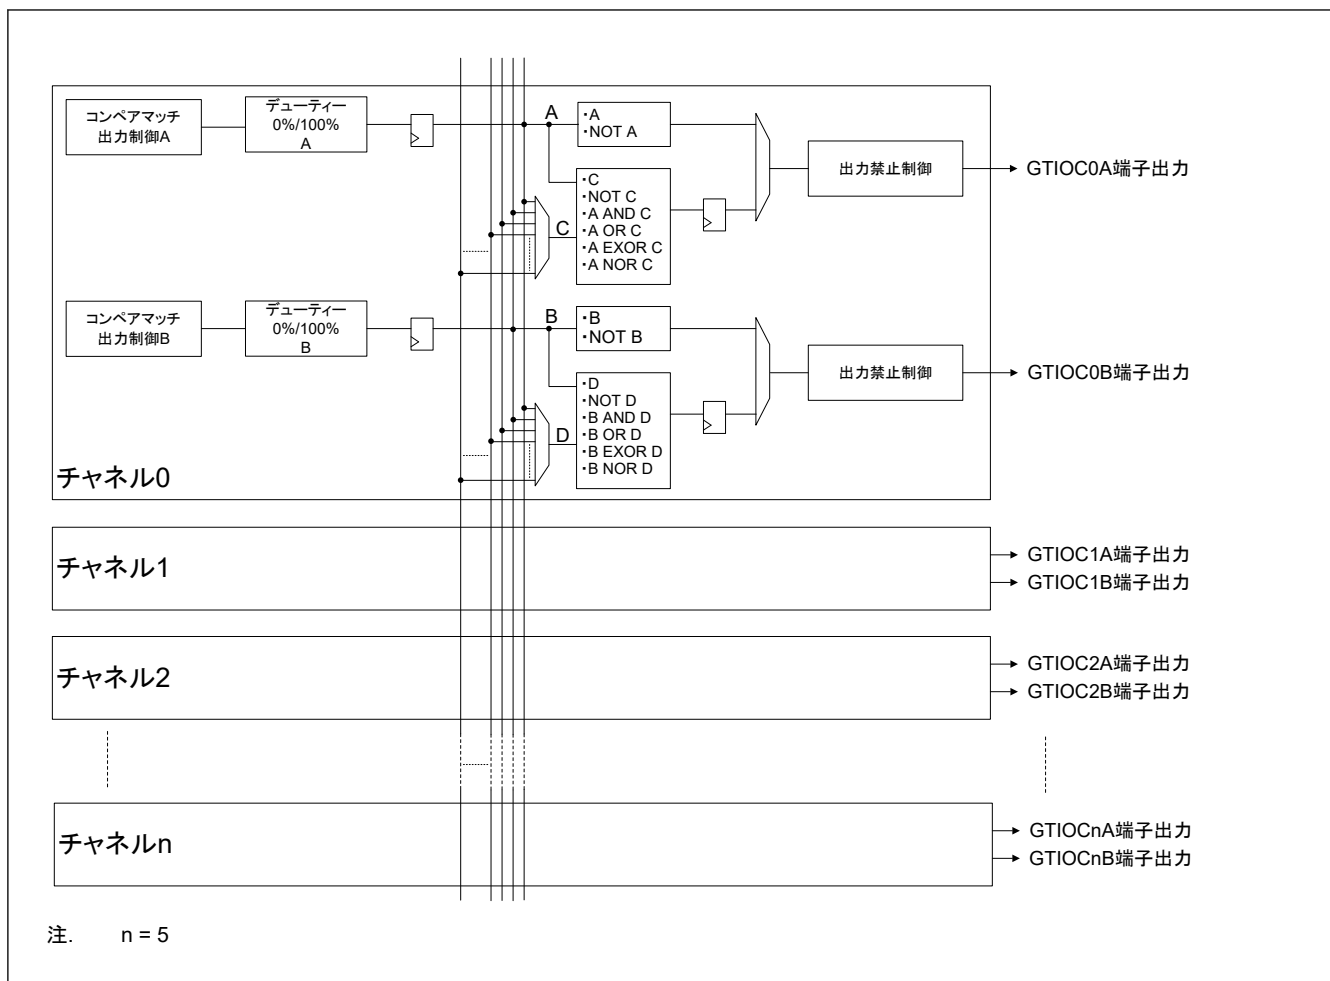 コンペアマッチ
出力制御A
デューティー
0%/100%
A
A
・A
・NOT A
・C
・NOT C
・A AND C
・A OR C
・A EXOR C
・A NOR C
C
出力禁止制御
GTIOC0A端子出力
コンペアマッチ
出力制御B
デューティー
0%/100%
B
B
・B
・NOT B
・D
・NOT D
・B AND D
・B OR D
・B EXOR D
・B NOR D
D
出力禁止制御
GTIOC0B端子出力
チャネル0
チャネル1
GTIOC1A端子出力
GTIOC1B端子出力
チャネル2
GTIOC2A端子出力
GTIOC2B端子出力
チャネルn
GTIOCnA端子出力
GTIOCnB端子出力
注. n = 5